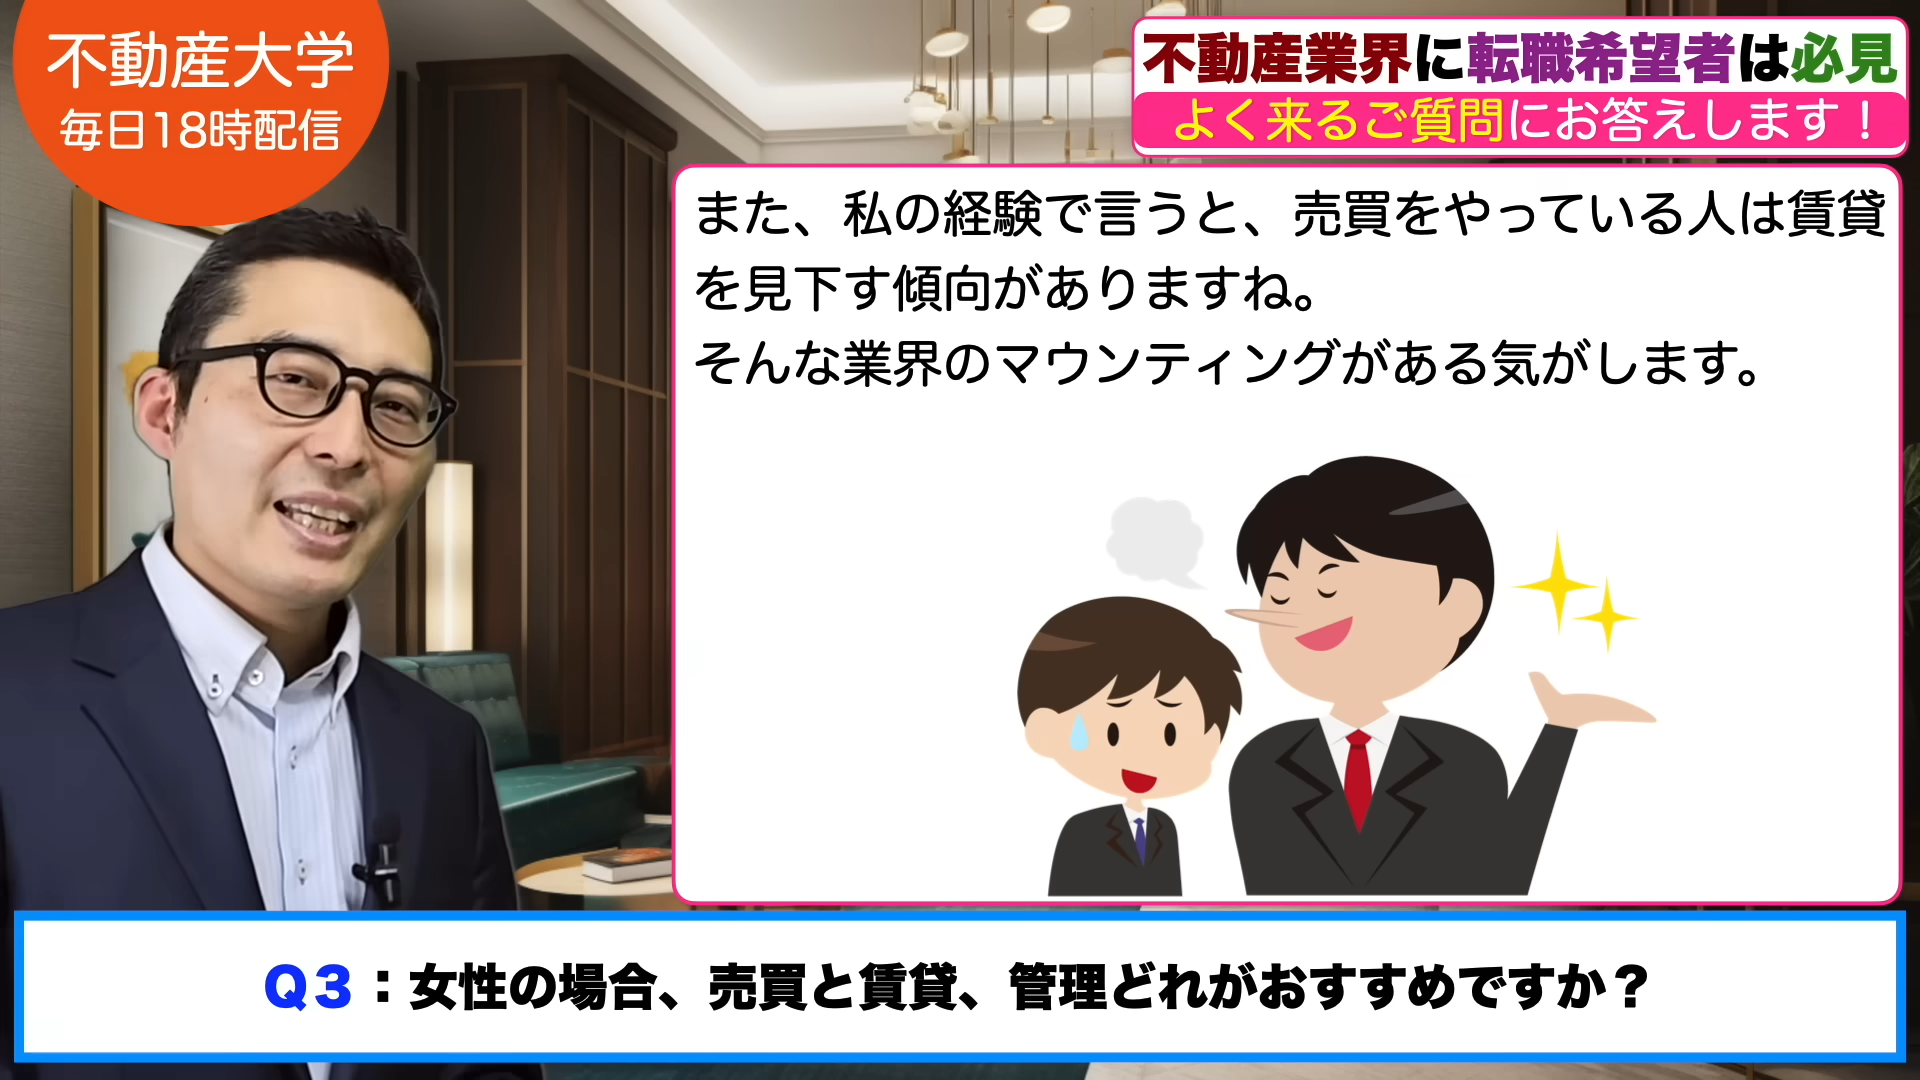 不動産大学
毎日18時配信
不動産業界に転職希望者は必見
よく来るご質問にお答えします！
また、私の経験で言うと、売買をやっている人は賃貸
を見下す傾向がありますね。
そんな業界のマウンティングがある気がします。
Q３：女性の場合、売買と賃貸、管理どれがおすすめですか？